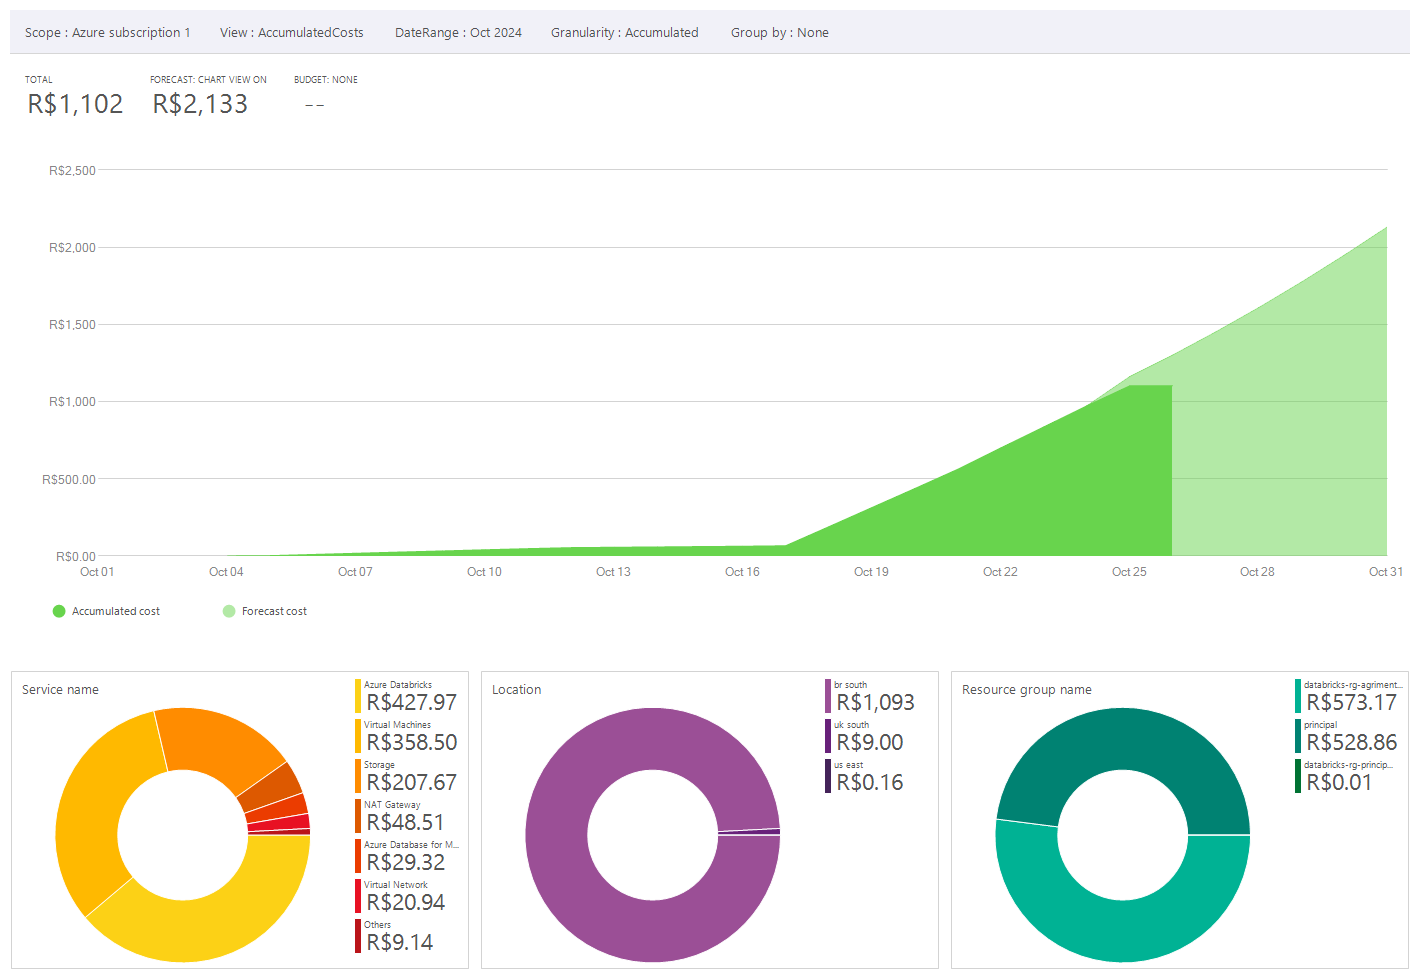 Scope : Azure subscription 1 View : AccumulatedCosts DateRange : Oct 2024 Granularity : Accumulated Group by : None
TOTAL FORECAST: CHART VIEW ON BUDGET: NONE
R$1,102 R$2,133 --
R$2,500
R$2,000
R$1,500
R$1,000
R$500.00
R$0.00
Oct 01 Oct 04 Oct 07 Oct 10 Oct 13 Oct 16 Oct 19 Oct 22 Oct 25 Oct 28 Oct 31
Accumulated cost Forecast cost
Service name
Azure Databricks
R$427.97
Virtual Machines
R$358.50
Storage
R$207.67
NAT Gateway
R$48.51
Azure Database for M...
R$29.32
Virtual Network
R$20.94
Others
R$9.14
Location
br south
R$1,093
uk south
R$9.00
us east
R$0.16
Resource group name
databricks-rg-agriment...
R$573.17
principal
R$528.86
databricks-rg-princip...
R$0.01